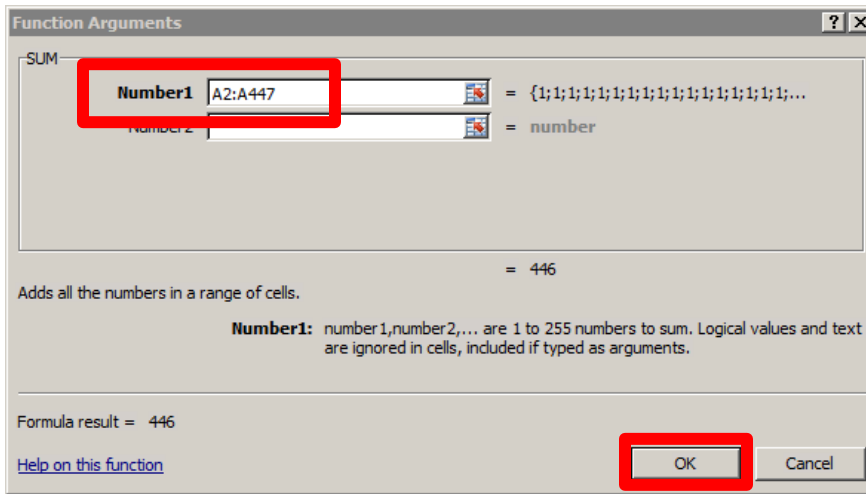 Function Arguments
SUM
Number1 A2:A447 = {1;1;1;1;1;1;1;1;1;1;1;1;1;1;1;1;1;1;...
Number2 = number
= 446
Adds all the numbers in a range of cells.
Number1: number1,number2,... are 1 to 255 numbers to sum. Logical values and text
are ignored in cells, included if typed as arguments.
Formula result = 446
Help on this function OK Cancel